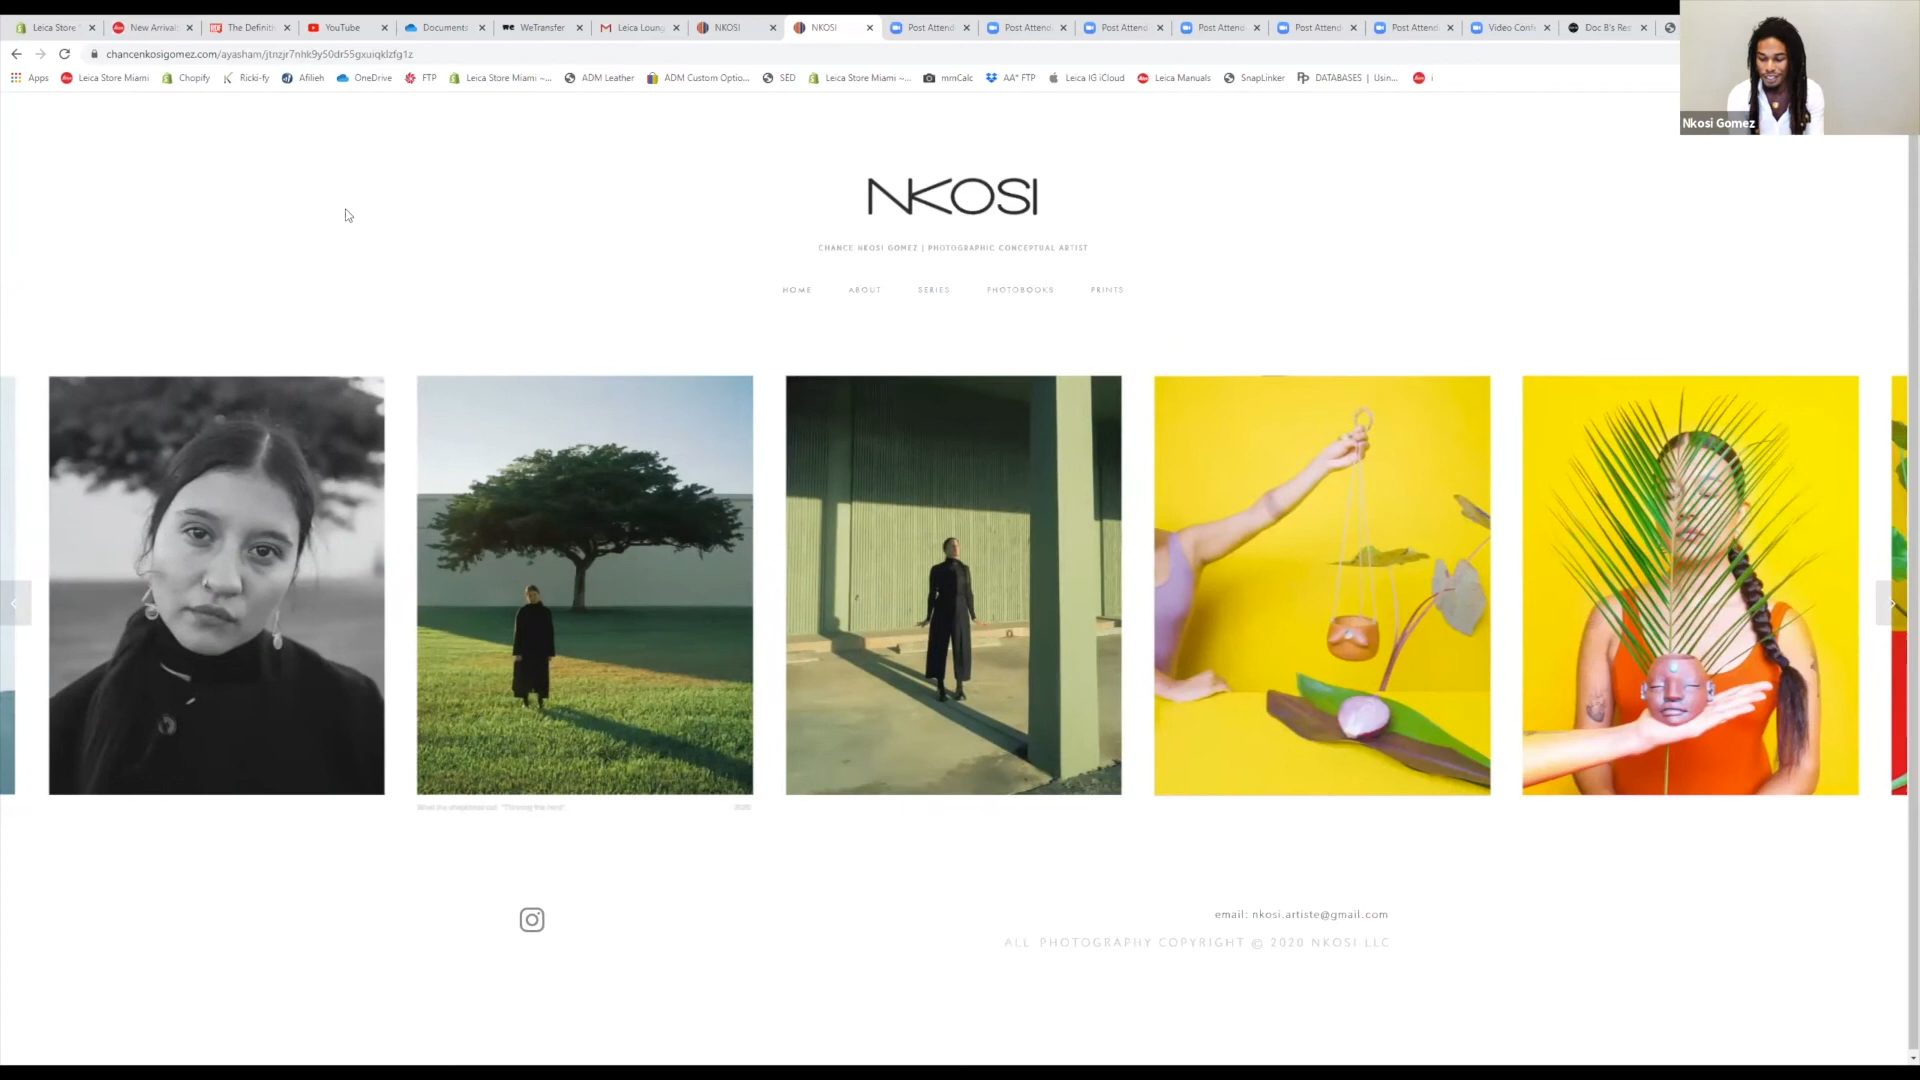 Leica Store New Arrival: The Definiti YouTube Documents WeTransfer Leica Loung NKOSI NKOSI Post Attend Post Attend Post Attend Post Attend Post Attend Post Attend Video Confe Doc B's Res
chancenkosigomez.com/ayasham/jtnzjr7nhk9y50dr55gxuiqklzfg1z
Apps Leica Store Miami Chopify Ricki-fy Afilieh OneDrive FTP Leica Store Miami ~... ADM Leather ADM Custom Optio... SED Leica Store Miami ~... mmCalc AA* FTP Leica IG iCloud Leica Manuals SnapLinker DATABASES | Usin... i
Nkosi Gomez
NKOSI
CHANCE NKOSI GOMEZ | PHOTOGRAPHIC CONCEPTUAL ARTIST
HOME ABOUT SERIES PHOTOBOOKS PRINTS
2020
email: nkosi.artiste@gmail.com
ALL PHOTOGRAPHY COPYRIGHT © 2020 NKOSI LLC